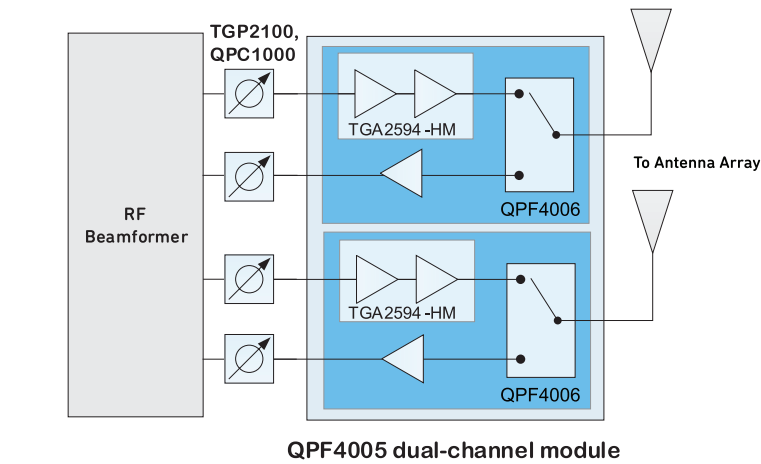 TGP2100,
QPC1000
TGA2594-HM
QPF4006
To Antenna Array
RF
Beamformer
TGA2594-HM
QPF4006
QPF4005 dual-channel module